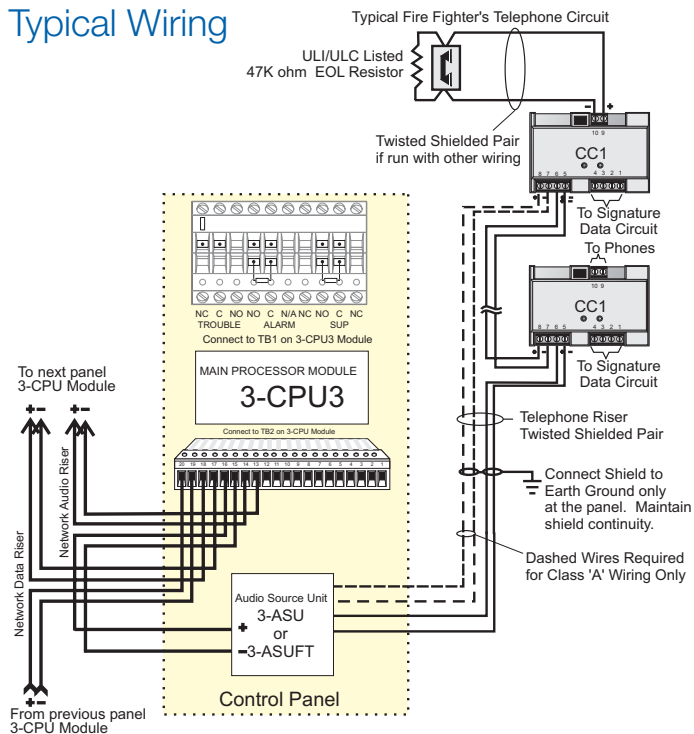 Typical Wiring
Typical Fire Fighter's Telephone Circuit
ULI/ULC Listed
47K ohm EOL Resistor
- +
10 9
Twisted Shielded Pair
if run with other wiring
CC1
8 7 6 5 4 3 2 1
To Signature
Data Circuit
To Phones
10 9
CC1
8 7 6 5 4 3 2 1
To Signature
Data Circuit
NC C NO NO C N/A NC NO C NC
TROUBLE ALARM SUP
Connect to TB1 on 3-CPU3 Module
MAIN PROCESSOR MODULE
3-CPU3
To next panel
3-CPU Module
+ - + -
Connect to TB2 on 3-CPU Module
20 19 18 17 16 15 14 13 12 11 10 9 8 7 6 5 4 3 2 1
Network Audio Riser
Network Data Riser
Telephone Riser
Twisted Shielded Pair
Connect Shield to
Earth Ground only
at the panel. Maintain
shield continuity.
Dashed Wires Required
for Class 'A' Wiring Only
Audio Source Unit
3-ASU
+
or
-
3-ASUFT
Control Panel
+ -
From previous panel
3-CPU Module